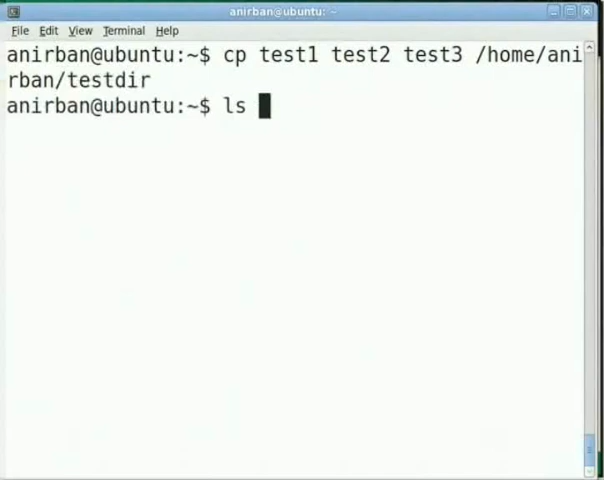 anirban@ubuntu: ~
File Edit View Terminal Help
anirban@ubuntu:~$ cp test1 test2 test3 /home/ani
rban/testdir
anirban@ubuntu:~$ ls